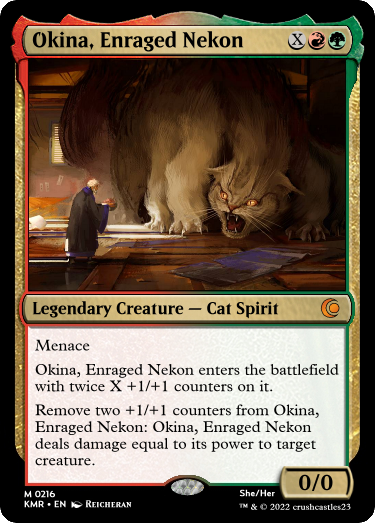 Okina, Enraged Nekon X
Legendary Creature — Cat Spirit
Menace
Okina, Enraged Nekon enters the battlefield
with twice X +1/+1 counters on it.
Remove two +1/+1 counters from Okina,
Enraged Nekon: Okina, Enraged Nekon
deals damage equal to its power to target
creature.
0/0
M 0216
KMR • EN Reicheran
She/Her
™ & © 2022 crushcastles23